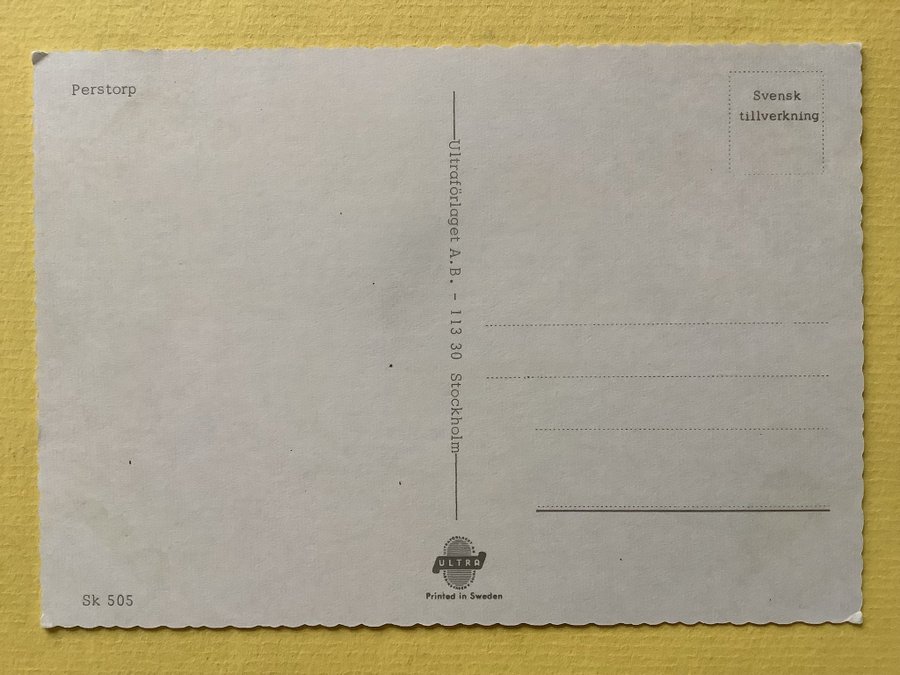 Perstorp
Svensk
tillverkning
Ultraförlaget A.B. - 113 30 Stockholm
ULTRA
Printed in Sweden
Sk 505